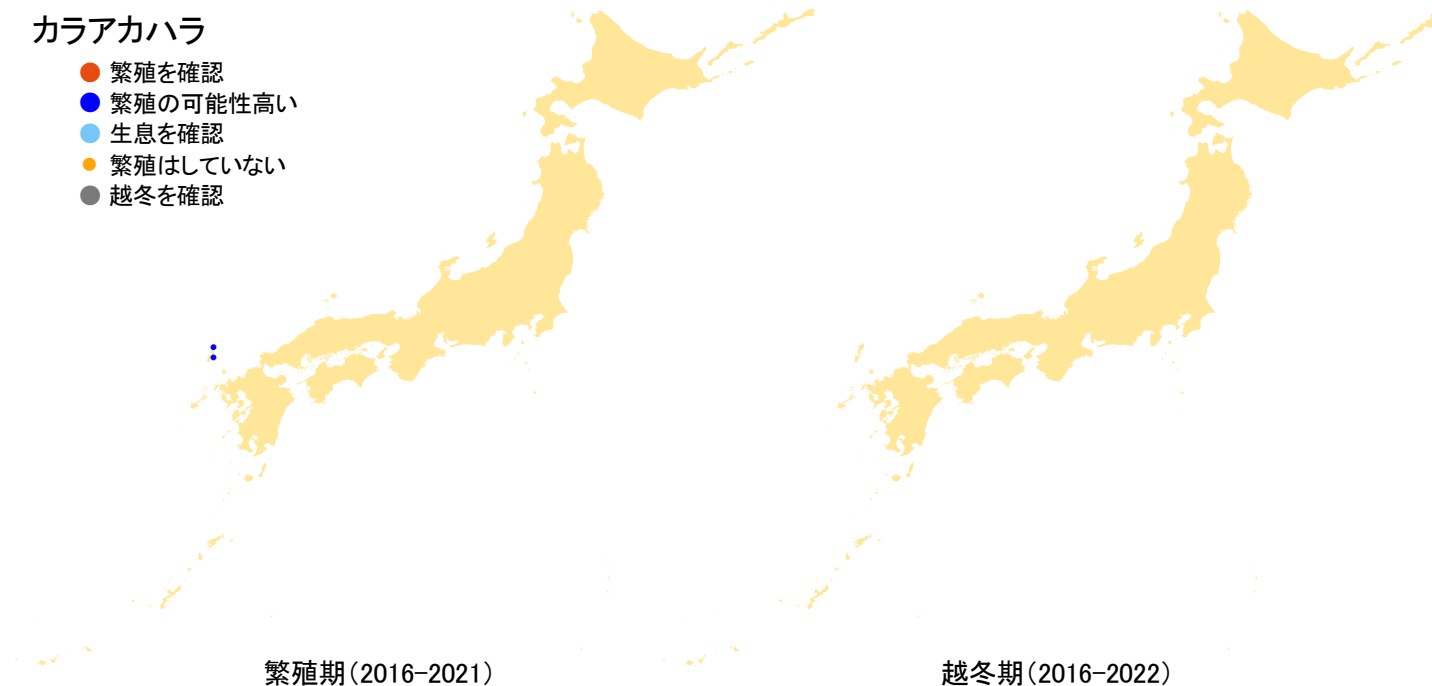 カラアカハラ
繁殖を確認
繁殖の可能性高い
生息を確認
繁殖はしていない
越冬を確認
繁殖期(2016-2021)
越冬期(2016-2022)